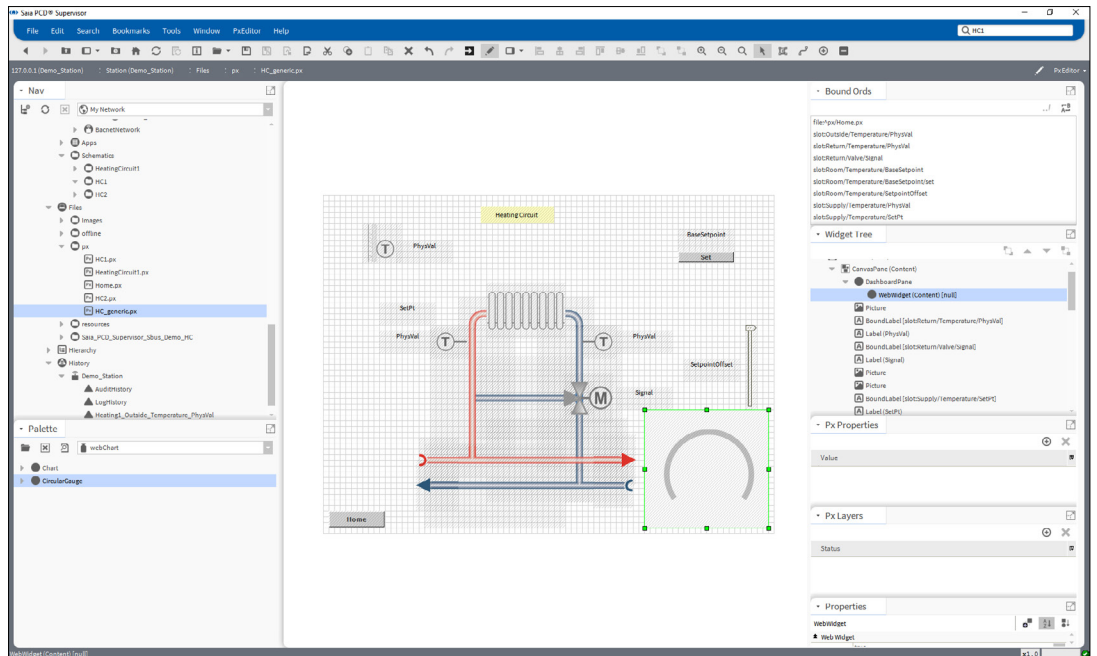 Saia PCD® Supervisor
File Edit Search Bookmarks Tools Window PxEditor Help
HC1
127.0.0.1 (Demo_Station) : Station (Demo_Station) : Files : px : HC_generic.px
PxEditor
Nav
My Network
BacnetNetwork
Apps
Schematics
HeatingCircuit1
HC1
HC2
Files
Images
offline
px
HC1.px
HeatingCircuit1.px
Home.px
HC2.px
HC_generic.px
resources
Saia_PCD_Supervisor_Sbus_Demo_HC
Hierarchy
History
Demo_Station
AuditHistory
LogHistory
Heating1_Outside_Temperature_PhysVal
Palette
webChart
Chart
CircularGauge
Heating Circuit
T PhysVal
BaseSetpoint
Set
SetPt
PhysVal T
T PhysVal
SetpointOffset
M Signal
Home
Bound Ords
file:^px/Home.px
slot:Outside/Temperature/PhysVal
slot:Return/Temperature/PhysVal
slot:Return/Valve/Signal
slot:Room/Temperature/BaseSetpoint
slot:Room/Temperature/BaseSetpoint/set
slot:Room/Temperature/SetpointOffset
slot:Supply/Temperature/PhysVal
slot:Supply/Temperature/SetPt
Widget Tree
CanvasPane (Content)
DashboardPane
WebWidget (Content) [null]
Picture
BoundLabel [slot:Return/Temperature/PhysVal]
Label (PhysVal)
BoundLabel [slot:Return/Valve/Signal]
Label (Signal)
Picture
Picture
BoundLabel [slot:Supply/Temperature/SetPt]
Label (SetPt)
Px Properties
Value
Px Layers
Status
Properties
WebWidget
Web Widget
WebWidget (Content) [null]
x1.0